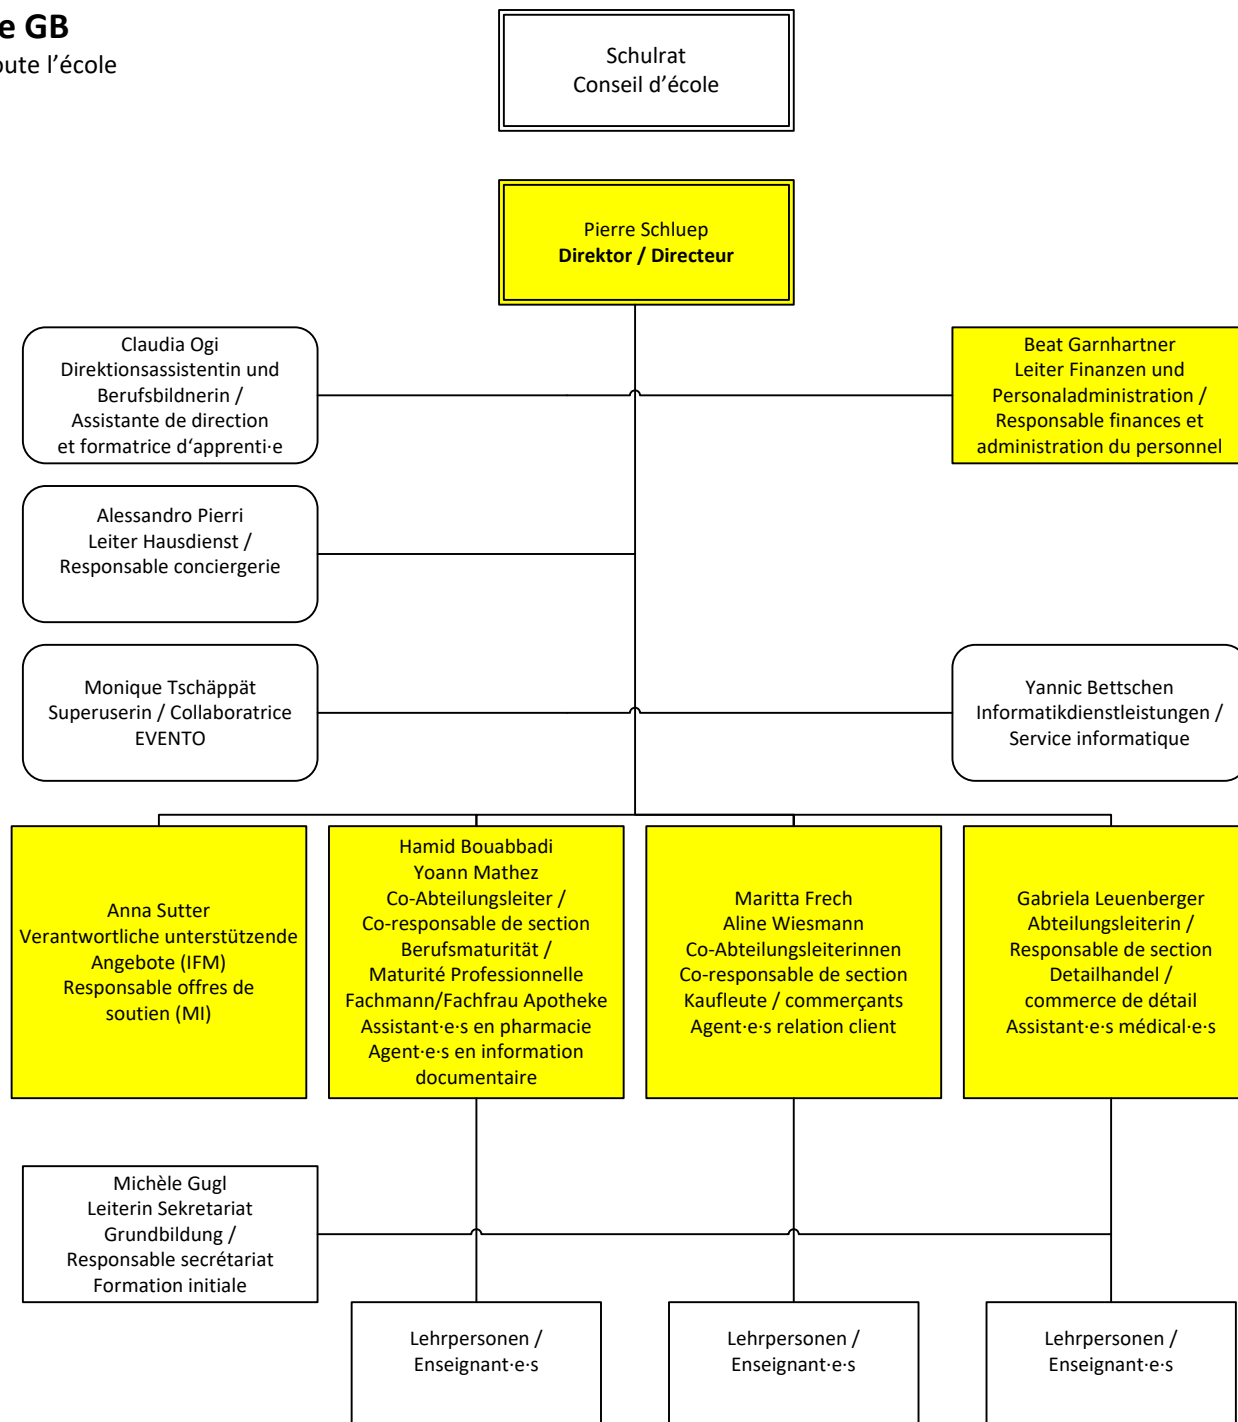 e GB
oute l’école
Schulrat
Conseil d’école
Pierre Schluep
Direktor / Directeur
Claudia Ogi
Direktionsassistentin und
Berufsbildnerin /
Assistante de direction
et formatrice d‘apprenti·e
Beat Garnhartner
Leiter Finanzen und
Personaladministration /
Responsable finances et
administration du personnel
Alessandro Pierri
Leiter Hausdienst /
Responsable conciergerie
Monique Tschäppät
Superuserin / Collaboratrice
EVENTO
Yannic Bettschen
Informatikdienstleistungen /
Service informatique
Anna Sutter
Verantwortliche unterstützende
Angebote (IFM)
Responsable offres de
soutien (MI)
Hamid Bouabbadi
Yoann Mathez
Co-Abteilungsleiter /
Co-responsable de section
Berufsmaturität /
Maturité Professionnelle
Fachmann/Fachfrau Apotheke
Assistant·e·s en pharmacie
Agent·e·s en information
documentaire
Maritta Frech
Aline Wiesmann
Co-Abteilungsleiterinnen
Co-responsable de section
Kaufleute / commerçants
Agent·e·s relation client
Gabriela Leuenberger
Abteilungsleiterin /
Responsable de section
Detailhandel /
commerce de détail
Assistant·e·s médical·e·s
Michèle Gugl
Leiterin Sekretariat
Grundbildung /
Responsable secrétariat
Formation initiale
Lehrpersonen /
Enseignant·e·s
Lehrpersonen /
Enseignant·e·s
Lehrpersonen /
Enseignant·e·s